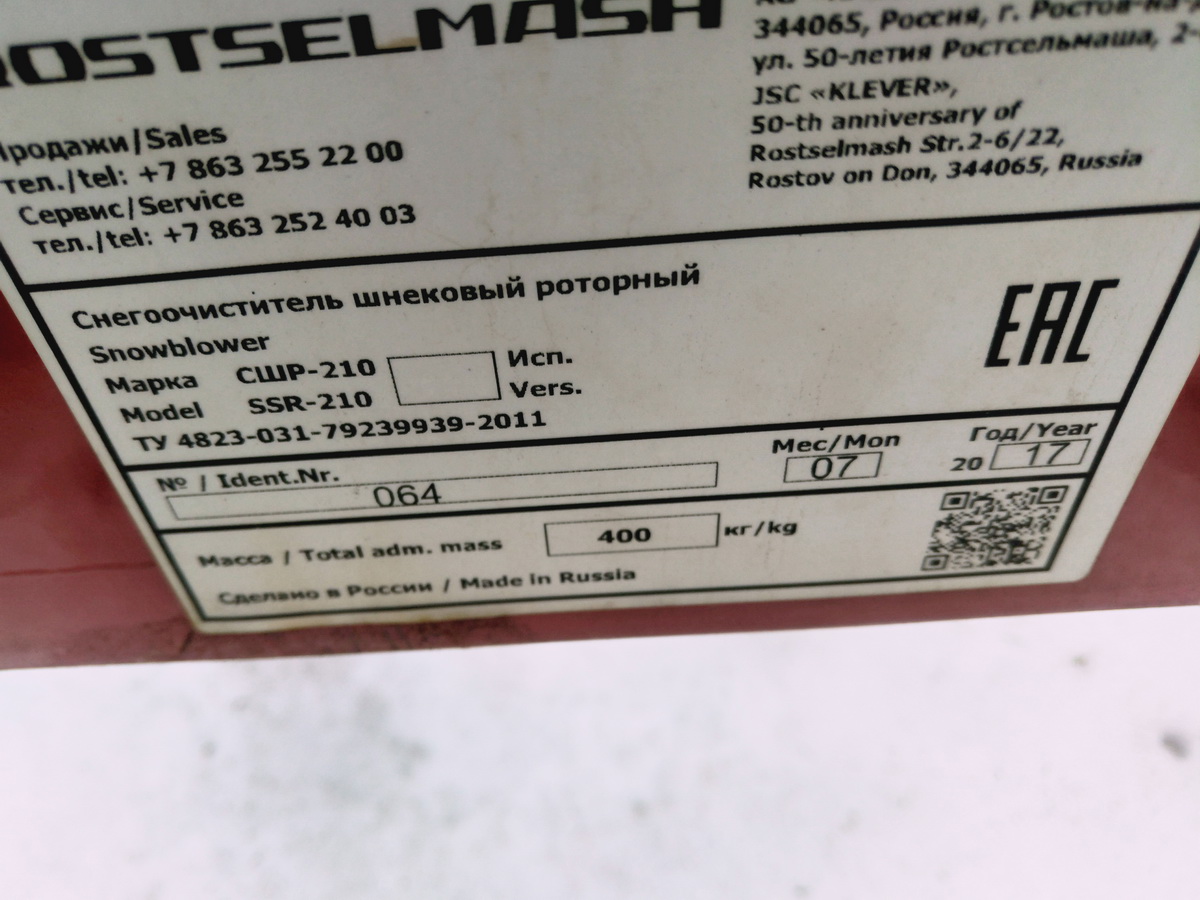 ROSTSELMASH
344065, Россия, г. Ростов-на-
ул. 50-летия Ростсельмаша, 2-
JSC «KLEVER»,
50-th anniversary of
Rostselmash Str.2-6/22,
Rostov on Don, 344065, Russia
Продажи/Sales
тел./tel: +7 863 255 22 00
Сервис/Service
тел./tel: +7 863 252 40 03
Снегоочиститель шнековый роторный
Snowblower
Марка СШР-210 Исп.
Model SSR-210 Vers.
ТУ 4823-031-79239939-2011
EAC
№ / Ident.Nr. 064
Мес/Mon 07
Год/Year 20 17
Масса / Total adm. mass 400 кг/kg
Сделано в России / Made in Russia